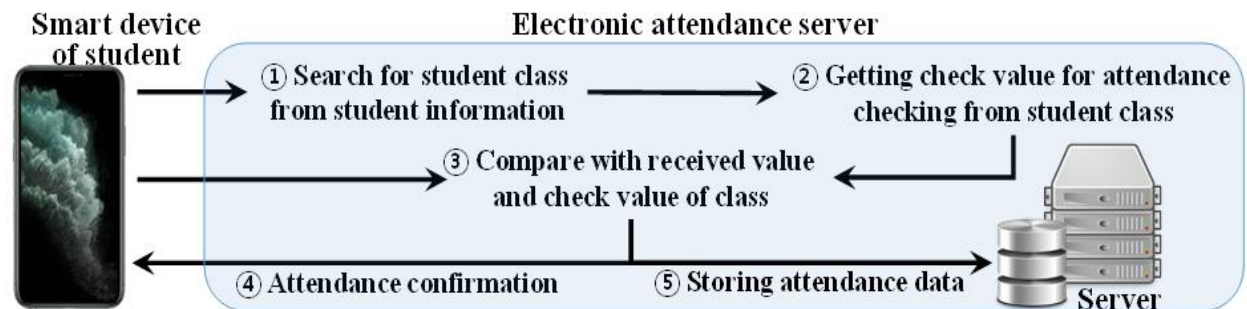 Smart device
of student
Electronic attendance server
① Search for student class
from student information
② Getting check value for attendance
checking from student class
③ Compare with received value
and check value of class
④ Attendance confirmation
⑤ Storing attendance data
Server